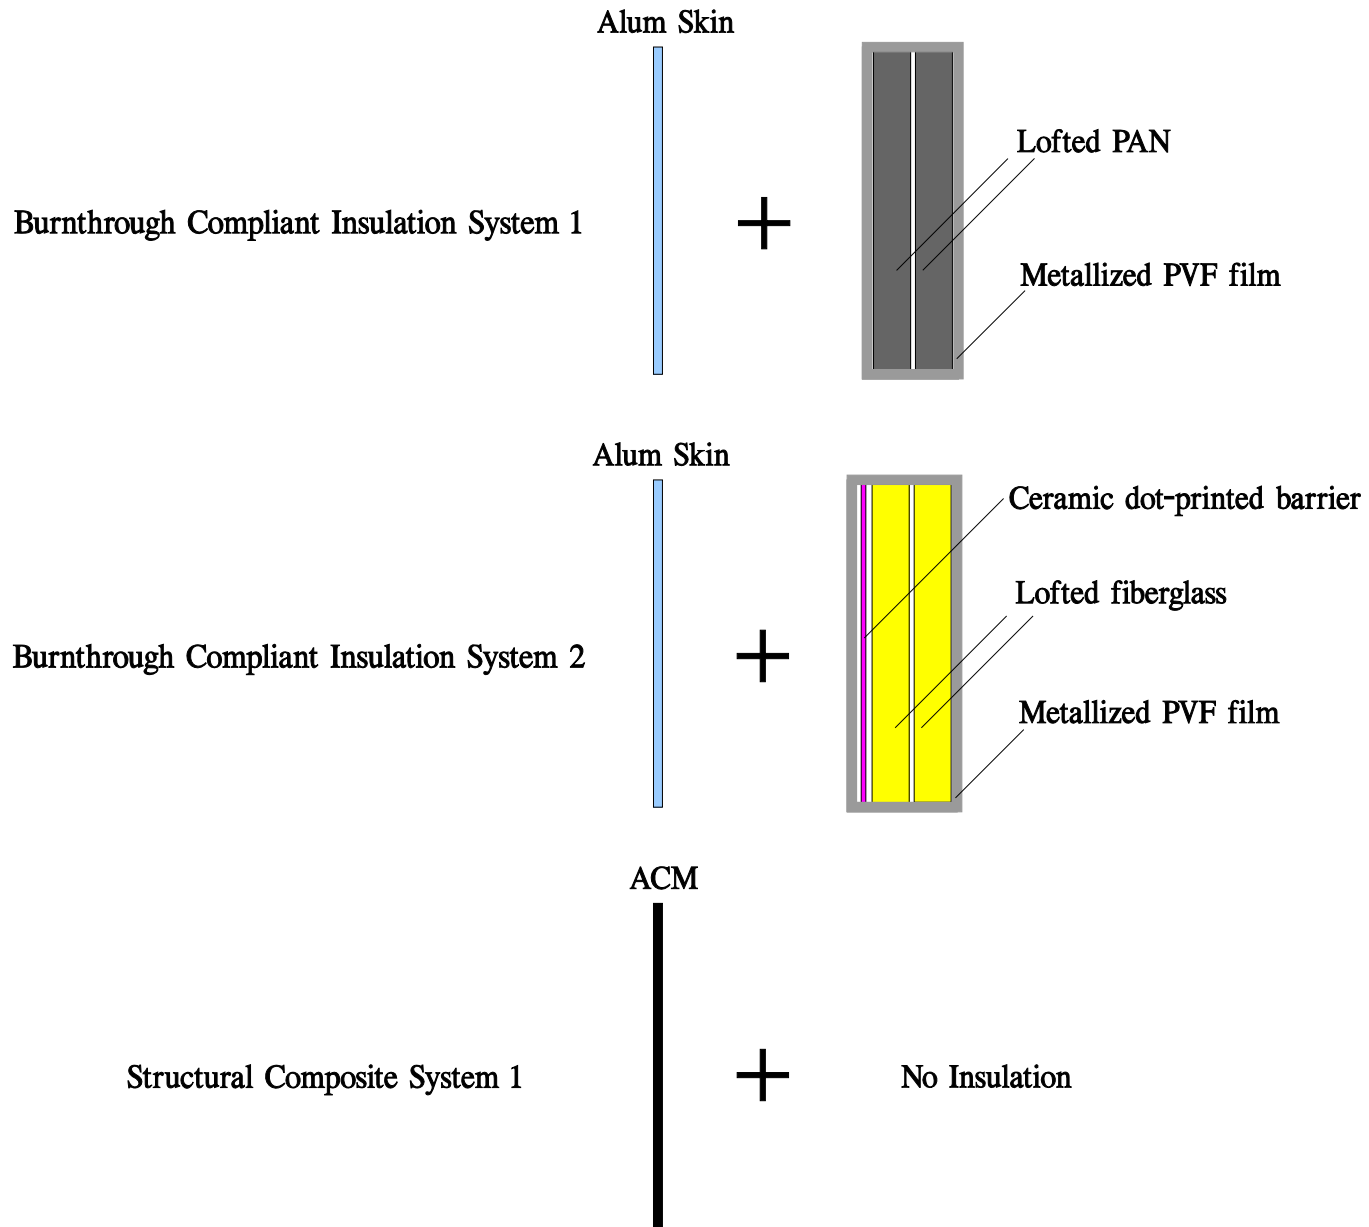 Alum Skin
Lofted PAN
Burnthrough Compliant Insulation System 1
Metallized PVF film
Alum Skin
Ceramic dot-printed barrier
Lofted fiberglass
Burnthrough Compliant Insulation System 2
Metallized PVF film
ACM
Structural Composite System 1
No Insulation